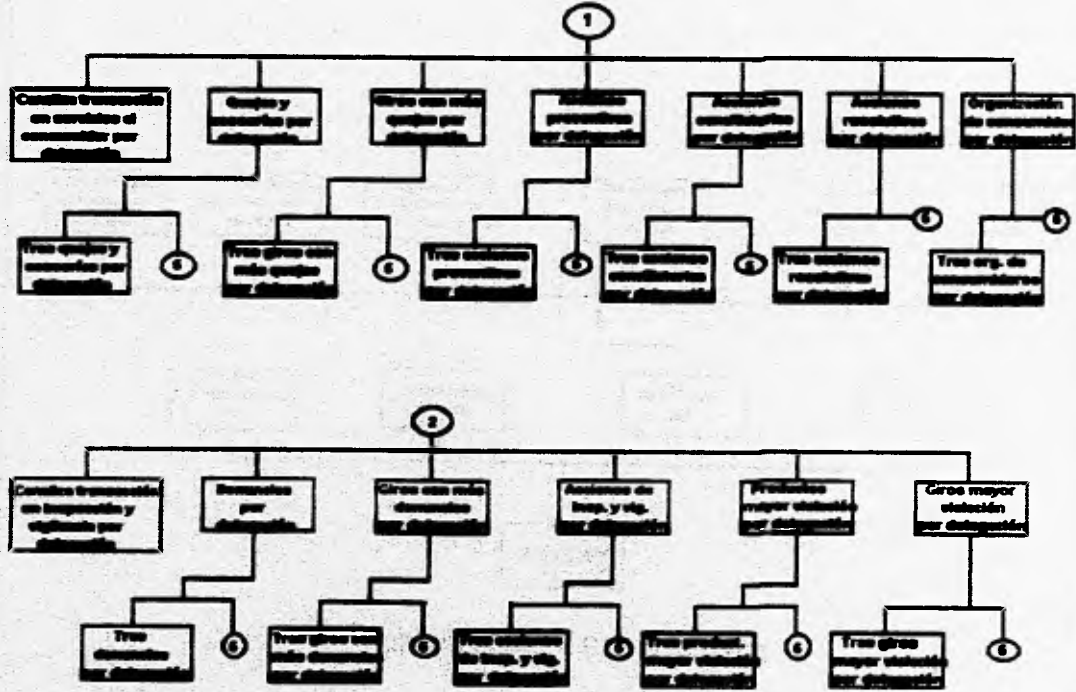 1
Canaliza transacción
en servicios al
consumidor por
delegación
Quejas y
asesorías por
delegación
Giros con más
quejas por
delegación
Acciones
preventivas
por delegación
Acciones
conciliatorias
por delegación
Acciones
resolutivas
por delegación
Organización
de consumidores
por delegación
Tres quejas y
asesorías por
delegación
6
Tres giros con
más quejas
por delegación
6
Tres acciones
preventivas
por delegación
6
Tres acciones
conciliatorias
por delegación
6
Tres acciones
resolutivas
por delegación
6
Tres org. de
consumidores
por delegación
6
2
Canaliza transacción
en inspección y
vigilancia por
delegación
Denuncias
por
delegación
Giros con más
denuncias
por delegación
Acciones de
insp. y vig.
por delegación
Productos
mayor violación
por delegación
Giros mayor
violación
por delegación
Tres
denuncias
por delegación
6
Tres giros con
más denuncias
por delegación
6
Tres acciones
de insp. y vig.
por delegación
6
Tres product.
mayor violación
por delegación
6
Tres giros
mayor violación
por delegación
6